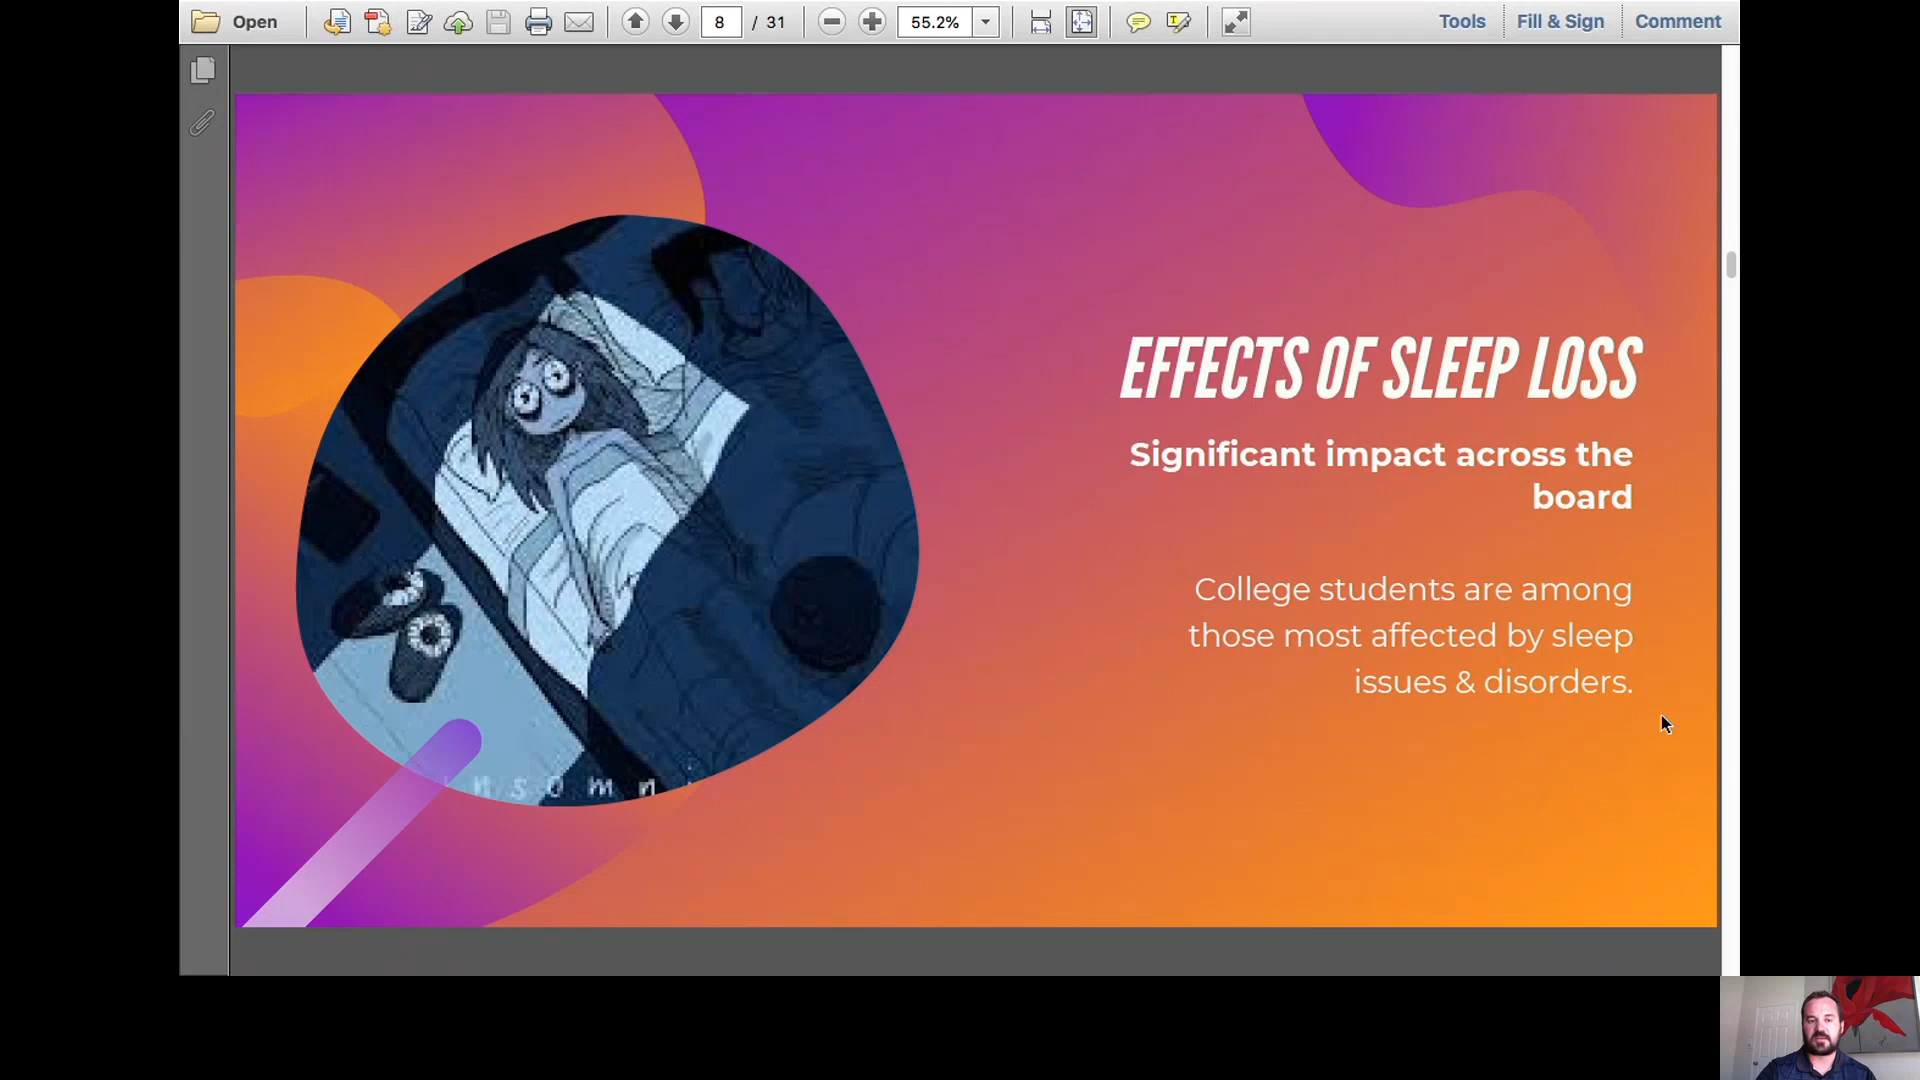 Open
8 / 31
55.2%
Tools
Fill & Sign
Comment
EFFECTS OF SLEEP LOSS
Significant impact across the
board
College students are among
those most affected by sleep
issues & disorders.
n s o m n